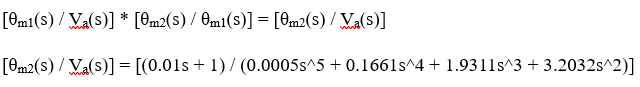 [θm1(s) / Va(s)] * [θm2(s) / θm1(s)] = [θm2(s) / Va(s)]
[θm2(s) / Va(s)] = [(0.01s + 1) / (0.0005s^5 + 0.1661s^4 + 1.9311s^3 + 3.2032s^2)]